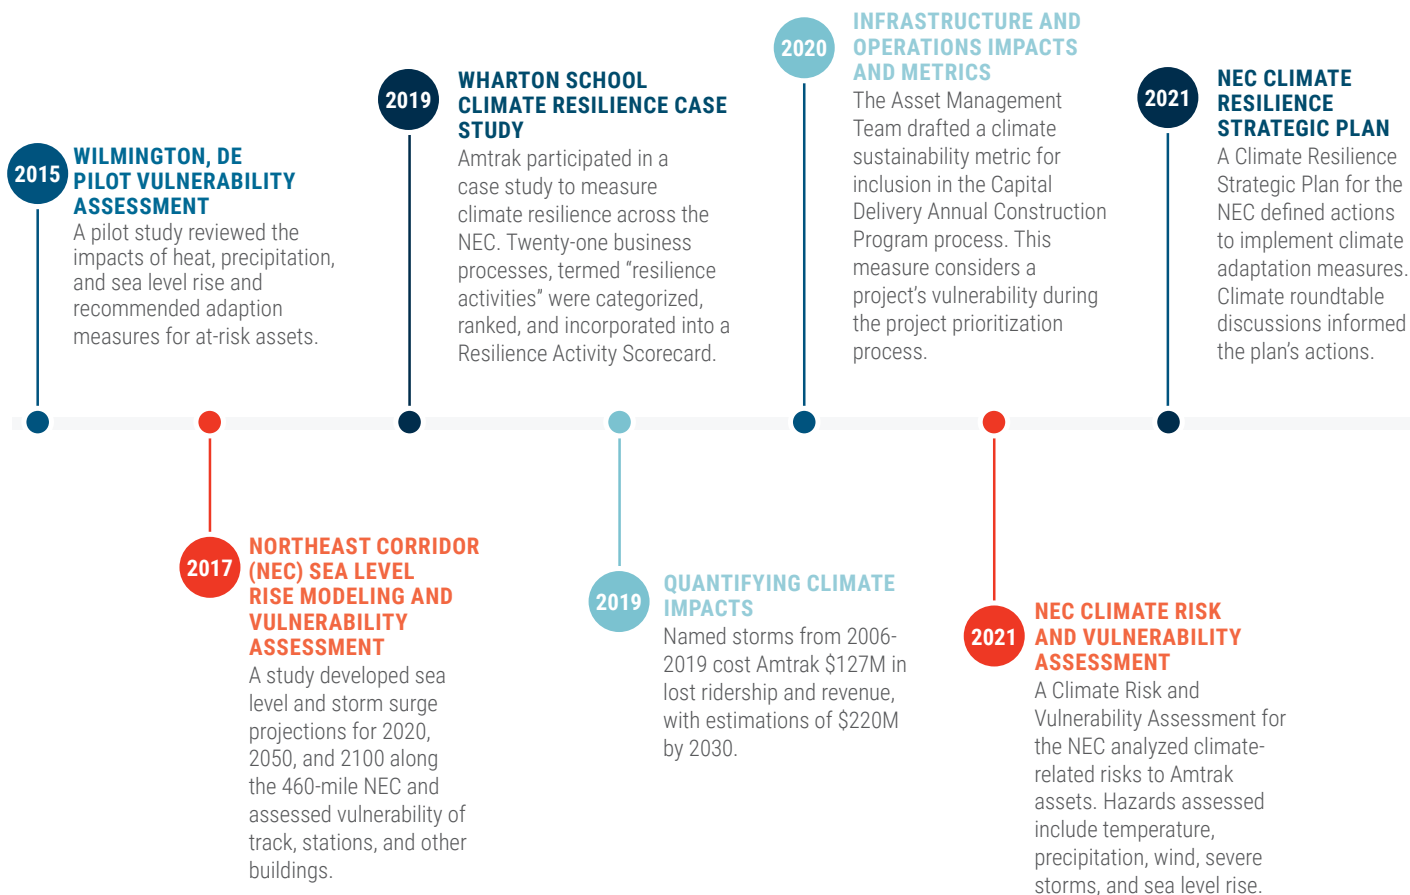 2015
WILMINGTON, DE
PILOT VULNERABILITY
ASSESSMENT
A pilot study reviewed the
impacts of heat, precipitation,
and sea level rise and
recommended adaption
measures for at-risk assets.
2017
NORTHEAST CORRIDOR
(NEC) SEA LEVEL
RISE MODELING AND
VULNERABILITY
ASSESSMENT
A study developed sea
level and storm surge
projections for 2020,
2050, and 2100 along
the 460-mile NEC and
assessed vulnerability of
track, stations, and other
buildings.
2019
WHARTON SCHOOL
CLIMATE RESILIENCE CASE
STUDY
Amtrak participated in a
case study to measure
climate resilience across the
NEC. Twenty-one business
processes, termed “resilience
activities” were categorized,
ranked, and incorporated into a
Resilience Activity Scorecard.
2019
QUANTIFYING CLIMATE
IMPACTS
Named storms from 2006-
2019 cost Amtrak $127M in
lost ridership and revenue,
with estimations of $220M
by 2030.
2020
INFRASTRUCTURE AND
OPERATIONS IMPACTS
AND METRICS
The Asset Management
Team drafted a climate
sustainability metric for
inclusion in the Capital
Delivery Annual Construction
Program process. This
measure considers a
project’s vulnerability during
the project prioritization
process.
2021
NEC CLIMATE RISK
AND VULNERABILITY
ASSESSMENT
A Climate Risk and
Vulnerability Assessment for
the NEC analyzed climate-
related risks to Amtrak
assets. Hazards assessed
include temperature,
precipitation, wind, severe
storms, and sea level rise.
2021
NEC CLIMATE
RESILIENCE
STRATEGIC PLAN
A Climate Resilience
Strategic Plan for the
NEC defined actions
to implement climate
adaptation measures.
Climate roundtable
discussions informed
the plan’s actions.